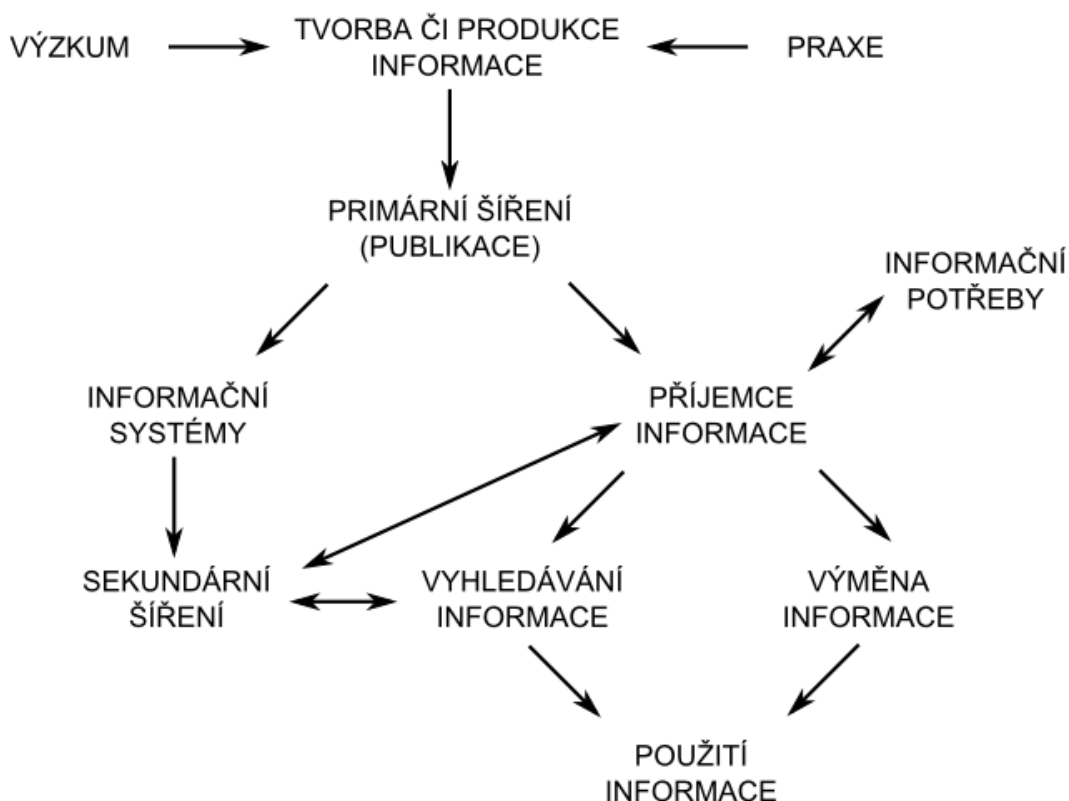 VÝZKUM
TVORBA ČI PRODUKCE
INFORMACE
PRAXE
PRIMÁRNÍ ŠÍŘENÍ
(PUBLIKACE)
INFORMAČNÍ
POTŘEBY
INFORMAČNÍ
SYSTÉMY
PŘÍJEMCE
INFORMACE
SEKUNDÁRNÍ
ŠÍŘENÍ
VYHLEDÁVÁNÍ
INFORMACE
VÝMĚNA
INFORMACE
POUŽITÍ
INFORMACE